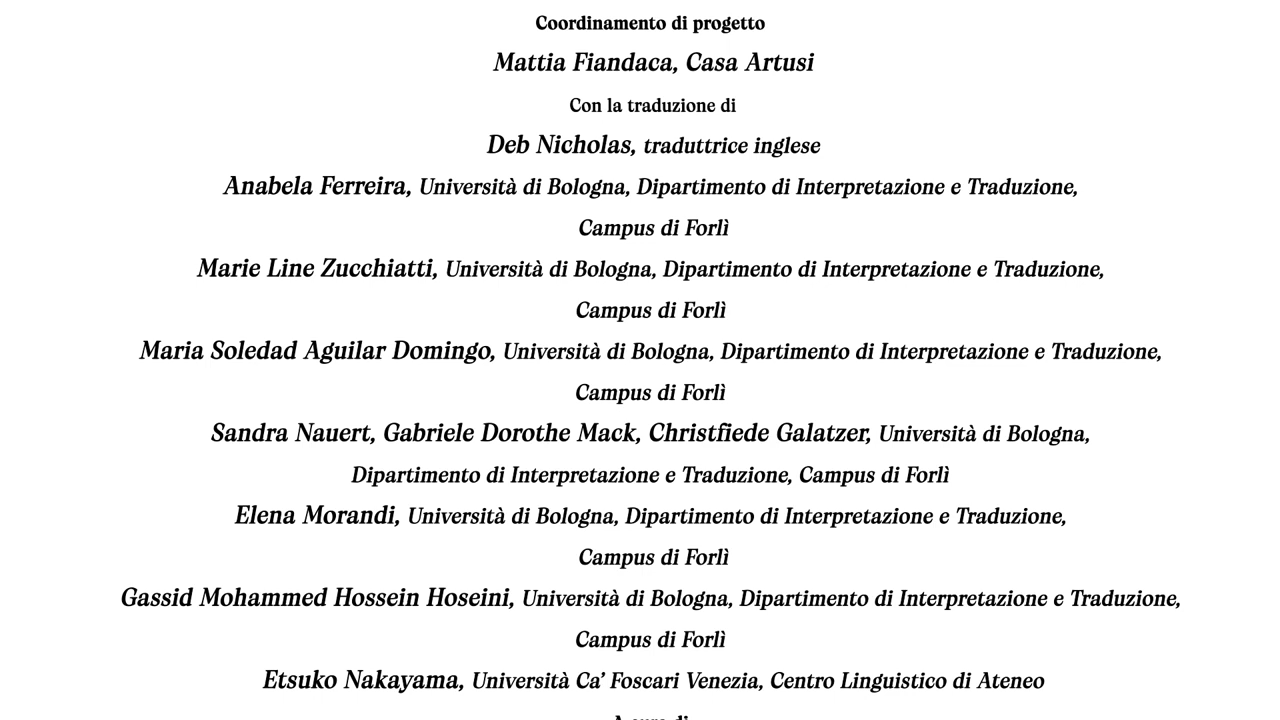 Coordinamento di progetto
Mattia Fiandaca, Casa Artusi
Con la traduzione di
Deb Nicholas, traduttrice inglese
Anabela Ferreira, Università di Bologna, Dipartimento di Interpretazione e Traduzione,
Campus di Forlì
Marie Line Zucchiatti, Università di Bologna, Dipartimento di Interpretazione e Traduzione,
Campus di Forlì
Maria Soledad Aguilar Domingo, Università di Bologna, Dipartimento di Interpretazione e Traduzione,
Campus di Forlì
Sandra Nauert, Gabriele Dorothe Mack, Christfiede Galatzer, Università di Bologna,
Dipartimento di Interpretazione e Traduzione, Campus di Forlì
Elena Morandi, Università di Bologna, Dipartimento di Interpretazione e Traduzione,
Campus di Forlì
Gassid Mohammed Hossein Hoseini, Università di Bologna, Dipartimento di Interpretazione e Traduzione,
Campus di Forlì
Etsuko Nakayama, Università Ca' Foscari Venezia, Centro Linguistico di Ateneo
A cura di